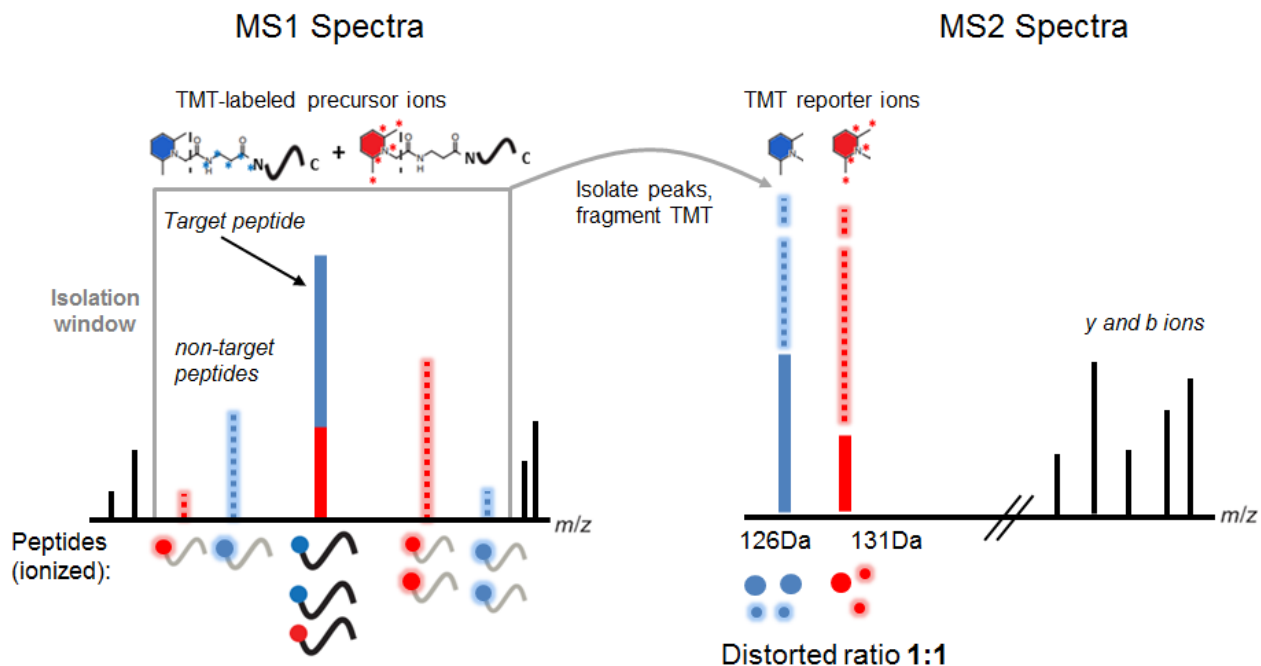 MS1 Spectra
MS2 Spectra
TMT-labeled precursor ions
TMT reporter ions
N
O
H
N
C
+
N
O
H
N
C
N
N
Isolate peaks,
fragment TMT
Target peptide
Isolation
window
non-target
peptides
y and b ions
m/z
m/z
Peptides
(ionized):
126Da
131Da
Distorted ratio 1:1